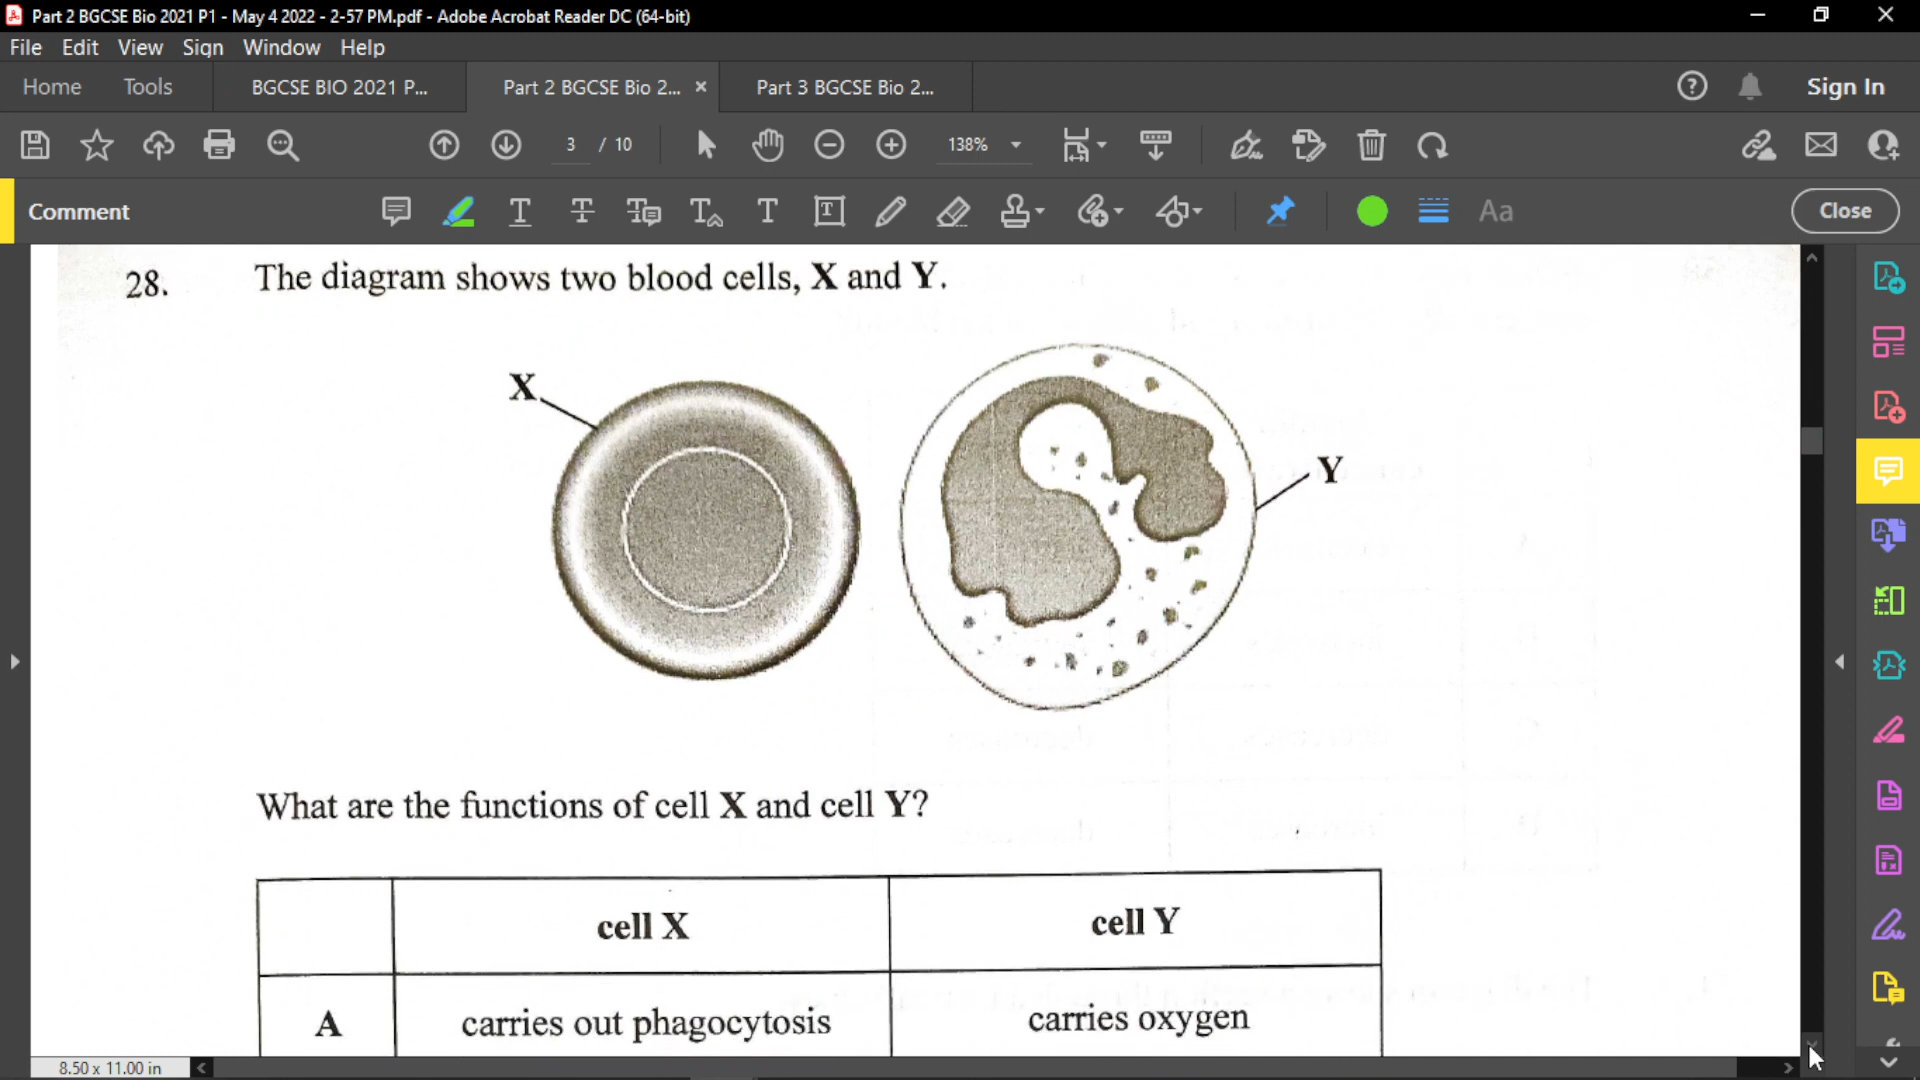 Part 2 BGCSE Bio 2021 P1 - May 4 2022 - 2-57 PM.pdf - Adobe Acrobat Reader DC (64-bit)
File Edit View Sign Window Help
Home Tools BGCSE BIO 2021 P... Part 2 BGCSE Bio 2... × Part 3 BGCSE Bio 2... Sign In
3 / 10 138%
Comment Aa Close
28. The diagram shows two blood cells, X and Y.
X
Y
What are the functions of cell X and cell Y?
cell X cell Y
A carries out phagocytosis carries oxygen
8.50 x 11.00 in